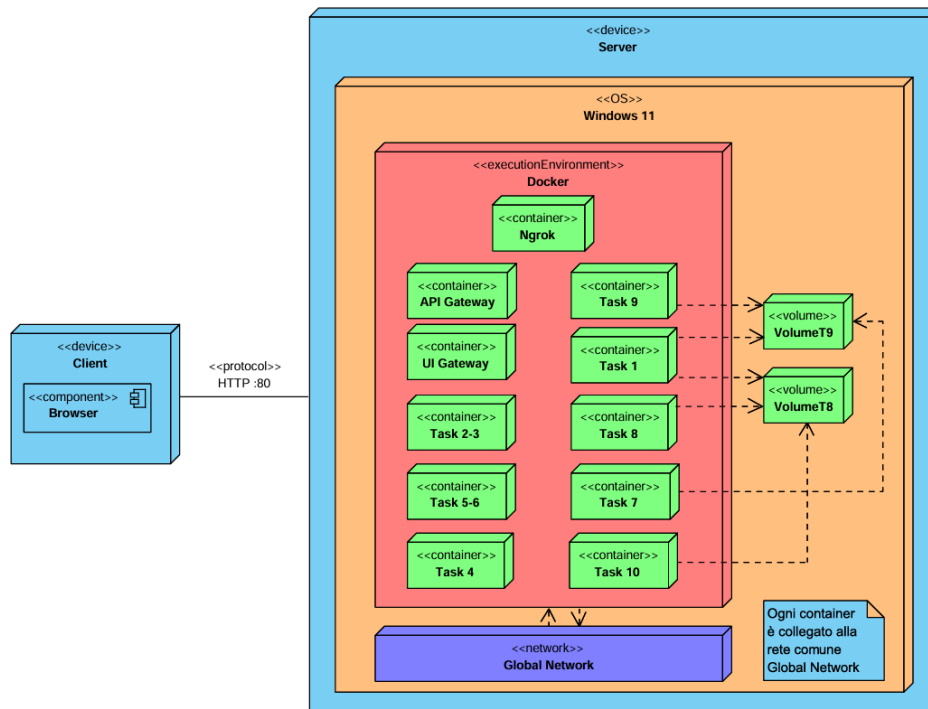 <<device>>
Server
<<OS>>
Windows 11
<<executionEnvironment>>
Docker
<<container>>
Ngrok
<<container>>
API Gateway
<<container>>
Task 9
<<volume>>
VolumeT9
<<container>>
UI Gateway
<<container>>
Task 1
<<device>>
Client
<<component>>
Browser
<<protocol>>
HTTP :80
<<volume>>
VolumeT8
<<container>>
Task 2-3
<<container>>
Task 8
<<container>>
Task 5-6
<<container>>
Task 7
<<container>>
Task 4
<<container>>
Task 10
Ogni container
è collegato alla
rete comune
Global Network
<<network>>
Global Network